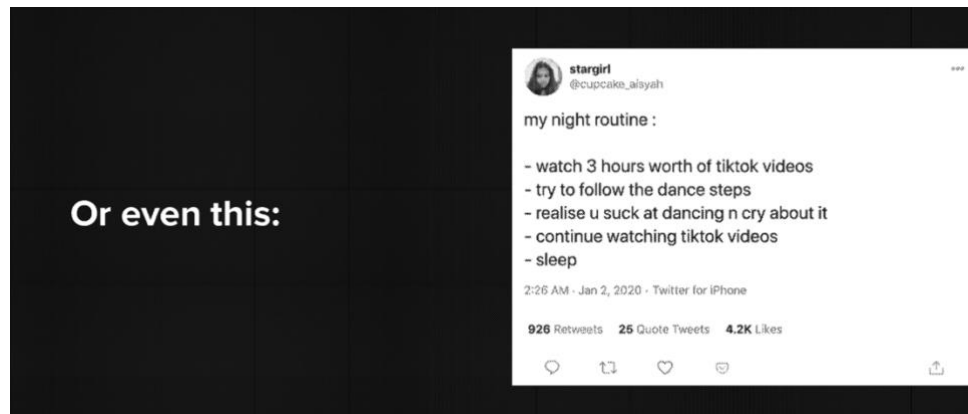 Or even this:
stargirl
@cupcake_aisyah
my night routine :
- watch 3 hours worth of tiktok videos
- try to follow the dance steps
- realise u suck at dancing n cry about it
- continue watching tiktok videos
- sleep
2:26 AM · Jan 2, 2020 · Twitter for iPhone
926 Retweets 25 Quote Tweets 4.2K Likes